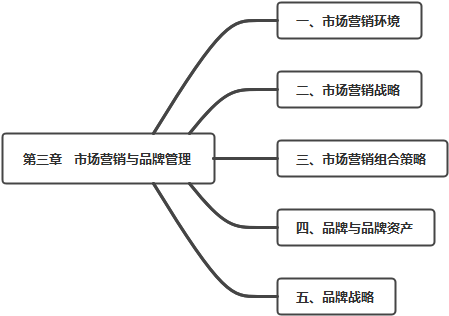 一、市场营销环境
二、市场营销战略
第三章　市场营销与品牌管理
三、市场营销组合策略
四、品牌与品牌资产
五、品牌战略